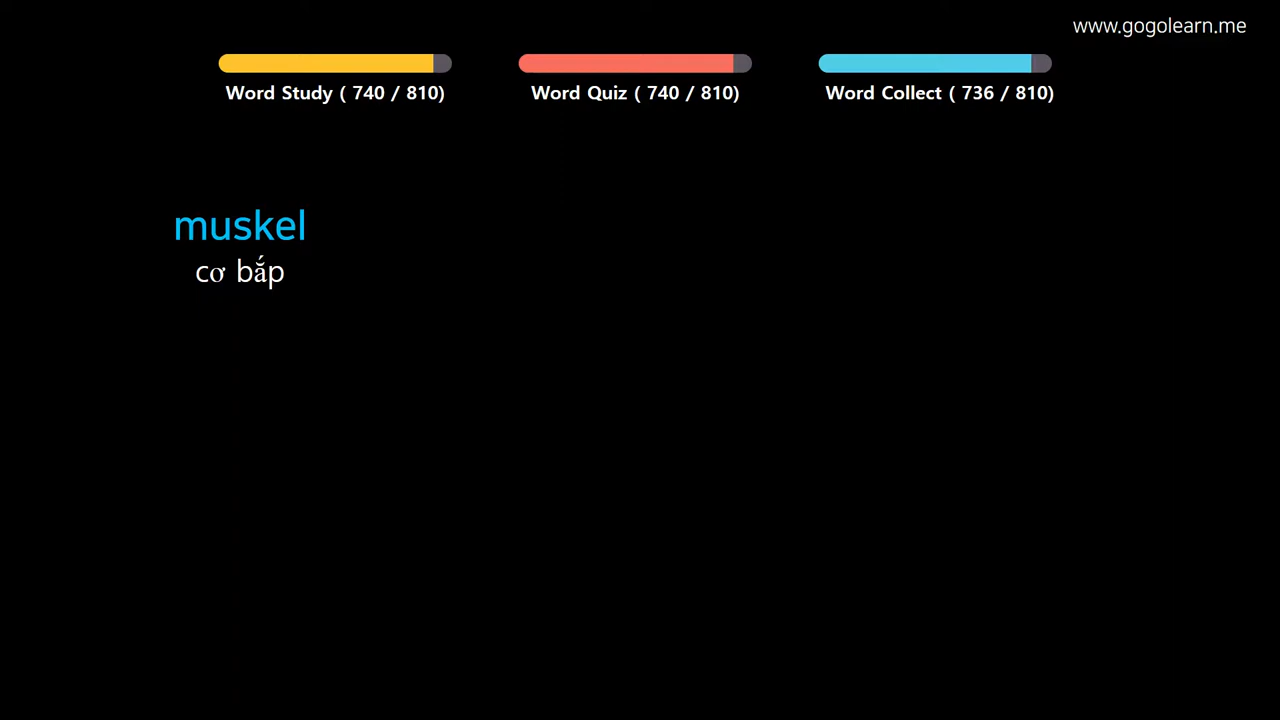 www.gogolearn.me
Word Study ( 740 / 810)
Word Quiz ( 740 / 810)
Word Collect ( 736 / 810)
muskel
cơ bắp